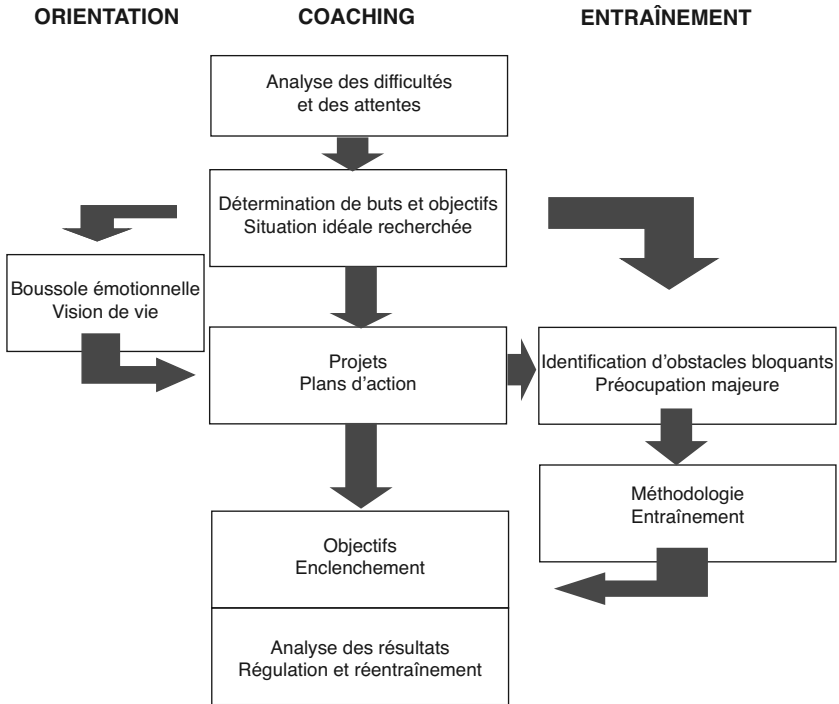 ORIENTATION
COACHING
ENTRAÎNEMENT
Analyse des difficultés
et des attentes
Détermination de buts et objectifs
Situation idéale recherchée
Boussole émotionnelle
Vision de vie
Projets
Plans d'action
Identification d'obstacles bloquants
Préocupation majeure
Méthodologie
Entraînement
Objectifs
Enclenchement
Analyse des résultats
Régulation et réentraînement